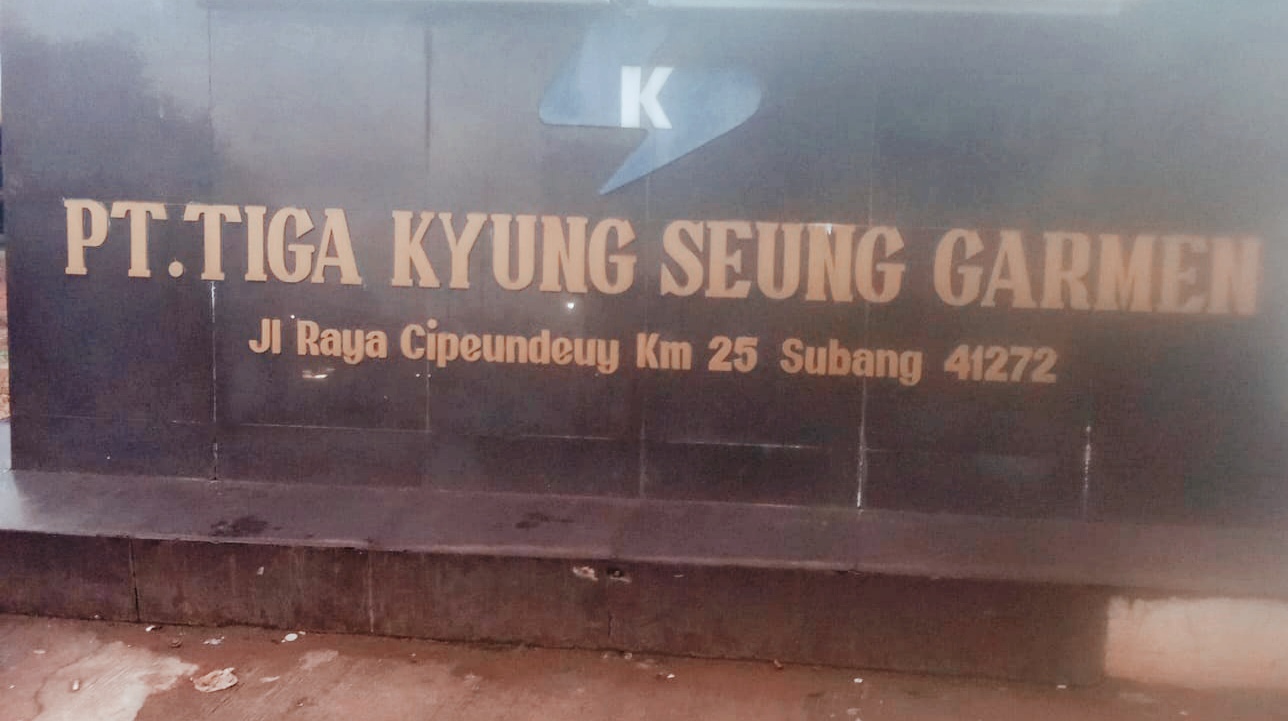 K
PT.TIGA KYUNG SEUNG GARMEN
Jl Raya Cipeundeuy Km 25 Subang 41272